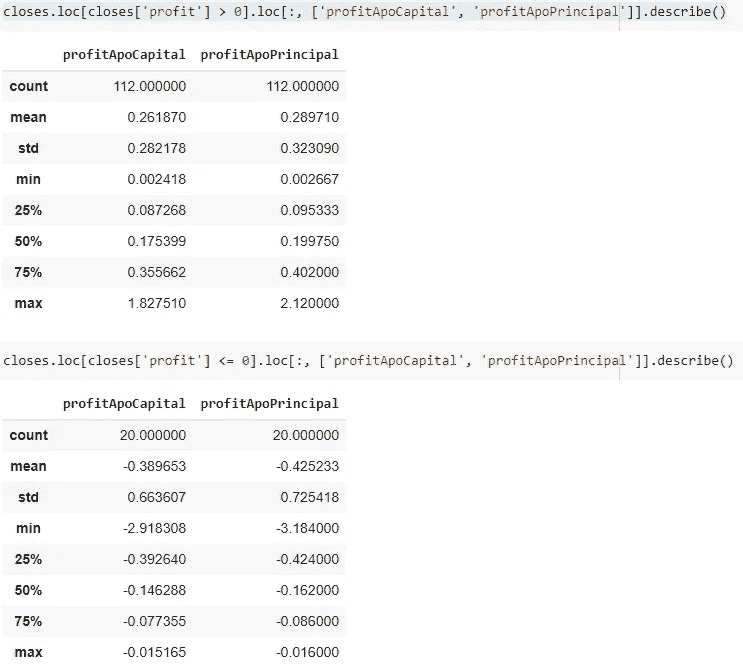 closes.loc[closes['profit'] > 0].loc[:, ['profitApoCapital', 'profitApoPrincipal']].describe()
profitApoCapital profitApoPrincipal
count 112.000000 112.000000
mean 0.261870 0.289710
std 0.282178 0.323090
min 0.002418 0.002667
25% 0.087268 0.095333
50% 0.175399 0.199750
75% 0.355662 0.402000
max 1.827510 2.120000
closes.loc[closes['profit'] <= 0].loc[:, ['profitApoCapital', 'profitApoPrincipal']].describe()
profitApoCapital profitApoPrincipal
count 20.000000 20.000000
mean -0.389653 -0.425233
std 0.663607 0.725418
min -2.918308 -3.184000
25% -0.392640 -0.424000
50% -0.146288 -0.162000
75% -0.077355 -0.086000
max -0.015165 -0.016000